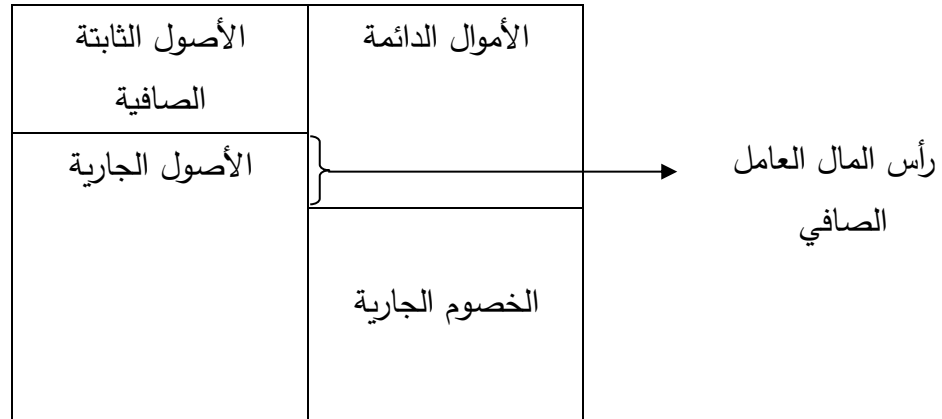 الأصول الثابتة
الصافية
الأموال الدائمة
الأصول الجارية
رأس المال العامل
الصافي
الخصوم الجارية